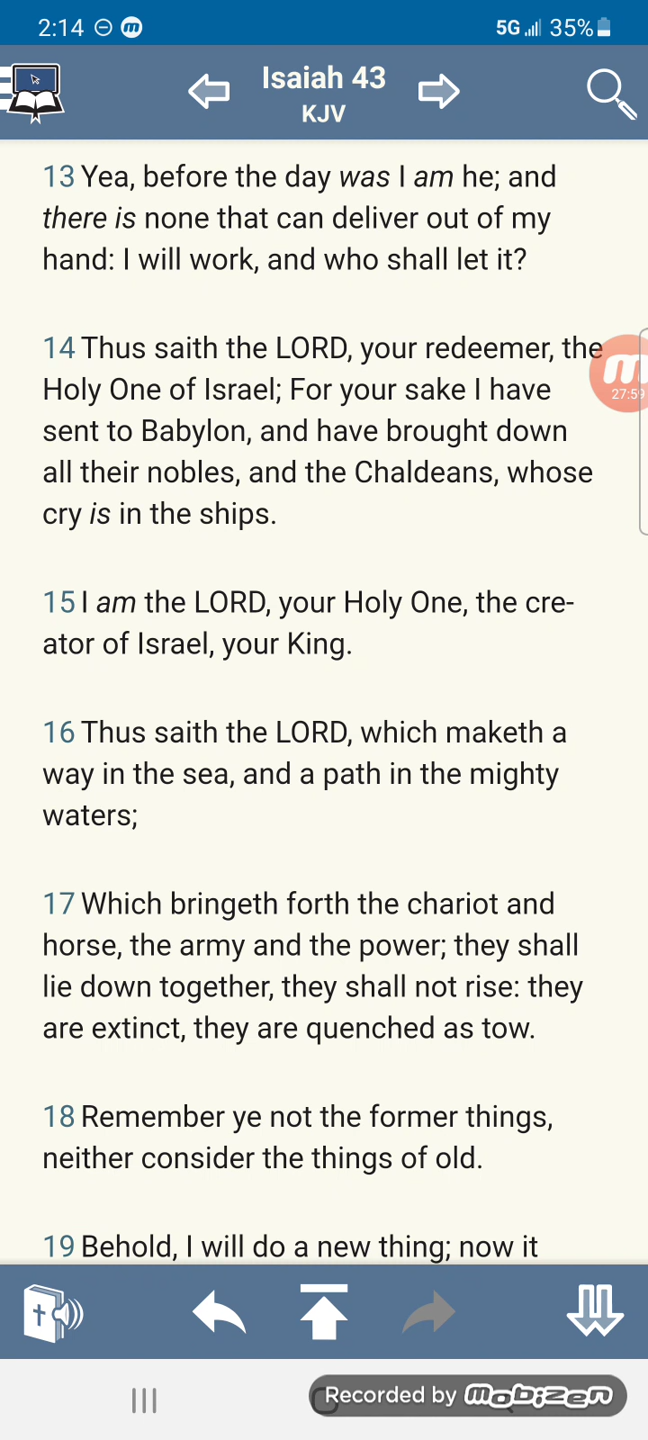 2:14
5G 35%
Isaiah 43
KJV
13 Yea, before the day was I am he; and
there is none that can deliver out of my
hand: I will work, and who shall let it?
14 Thus saith the LORD, your redeemer, the
Holy One of Israel; For your sake I have
sent to Babylon, and have brought down
all their nobles, and the Chaldeans, whose
cry is in the ships.
m
27:59
15 I am the LORD, your Holy One, the cre-
ator of Israel, your King.
16 Thus saith the LORD, which maketh a
way in the sea, and a path in the mighty
waters;
17 Which bringeth forth the chariot and
horse, the army and the power; they shall
lie down together, they shall not rise: they
are extinct, they are quenched as tow.
18 Remember ye not the former things,
neither consider the things of old.
19 Behold, I will do a new thing; now it
Recorded by mobizen